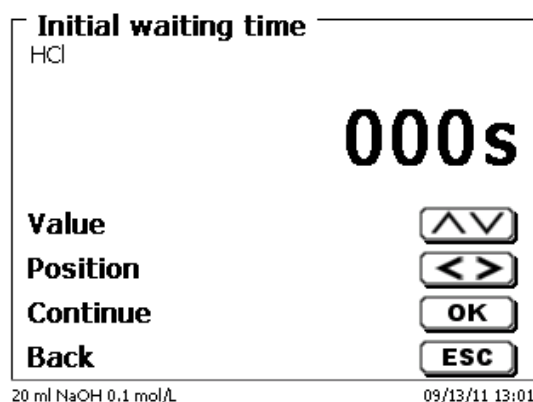 Initial waiting time
HCl
000s
Value
Position
Continue OK
Back ESC
20 ml NaOH 0.1 mol/L 09/13/11 13:01